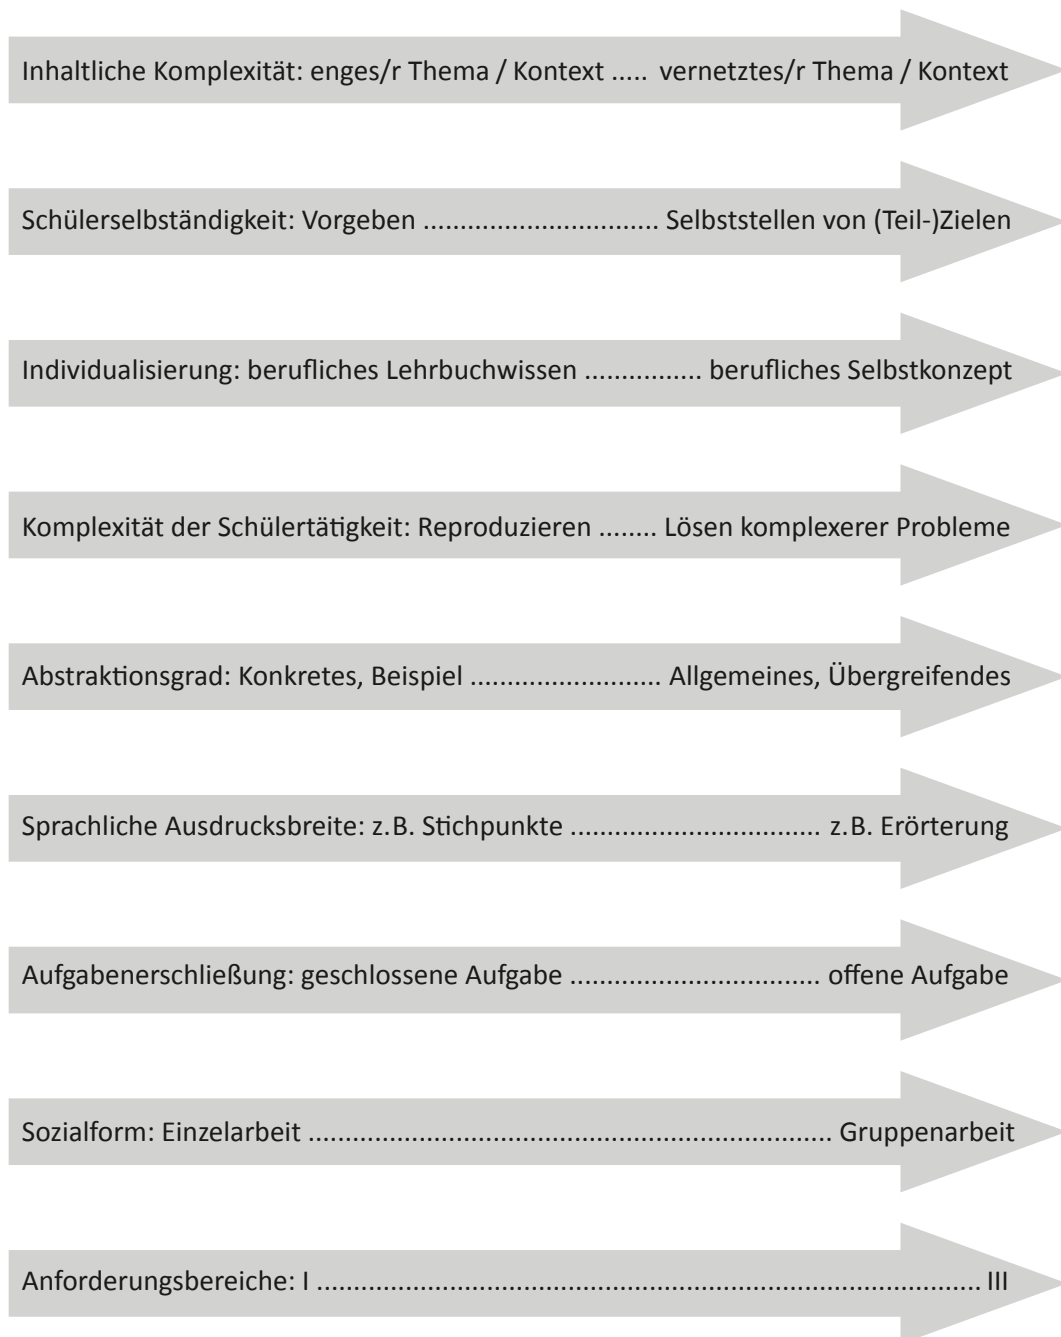 Inhaltliche Komplexität: enges/r Thema / Kontext ..... vernetztes/r Thema / Kontext
Schülerselbständigkeit: Vorgeben ............................... Selbststellen von (Teil-)Zielen
Individualisierung: berufliches Lehrbuchwissen ................ berufliches Selbstkonzept
Komplexität der Schülertätigkeit: Reproduzieren ........ Lösen komplexerer Probleme
Abstraktionsgrad: Konkretes, Beispiel ......................... Allgemeines, Übergreifendes
Sprachliche Ausdrucksbreite: z.B. Stichpunkte ................................. z.B. Erörterung
Aufgabenerschließung: geschlossene Aufgabe ................................. offene Aufgabe
Sozialform: Einzelarbeit ..................................................................... Gruppenarbeit
Anforderungsbereiche: I ........................................................................................ III